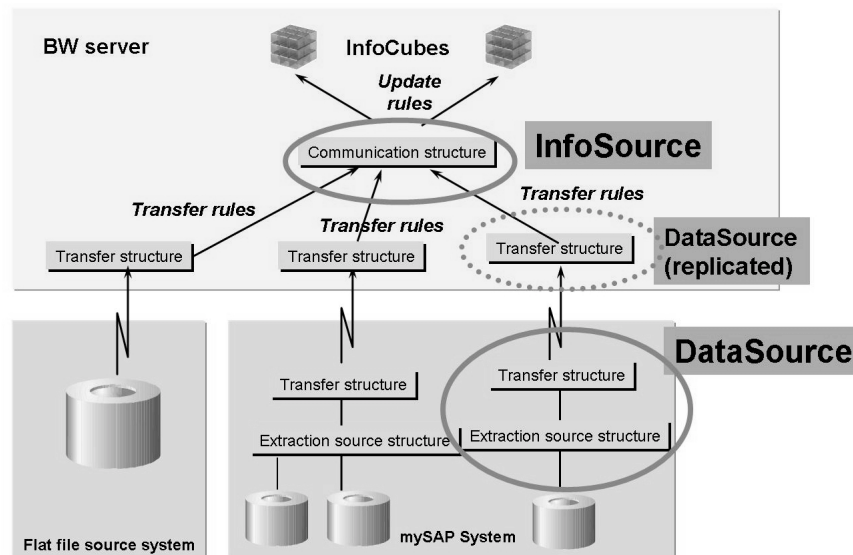 BW server
InfoCubes
Update
rules
Communication structure
InfoSource
Transfer rules
Transfer rules
Transfer rules
Transfer structure
Transfer structure
Transfer structure
DataSource
(replicated)
DataSource
Transfer structure
Transfer structure
Extraction source structure
Extraction source structure
Flat file source system
mySAP System